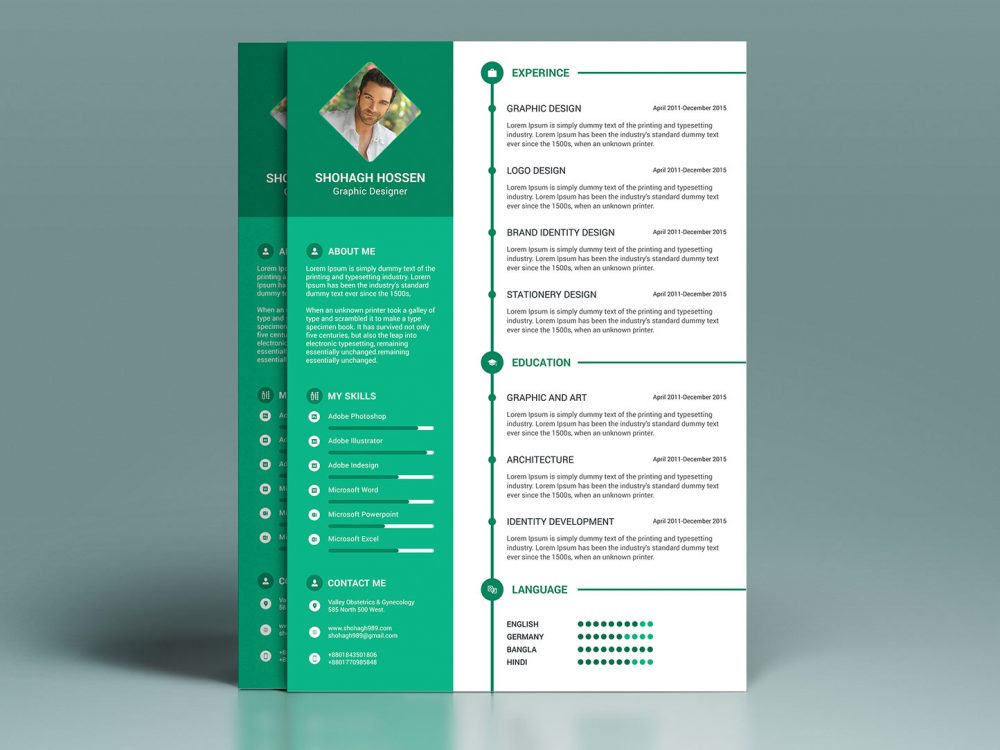 SHOHAGH HOSSEN
Graphic Designer
ABOUT ME
Lorem Ipsum is simply dummy text of the
printing and typesetting industry. Lorem
Ipsum has been the industry's standard
dummy text ever since the 1500s,
When an unknown printer took a galley of
type and scrambled it to make a type
specimen book. It has survived not only
five centuries, but also the leap into
electronic typesetting, remaining
essentially unchanged.remaining
essentially unchanged.
MY SKILLS
Adobe Photoshop
Adobe Illustrator
Adobe Indesign
Microsoft Word
Microsoft Powerpoint
Microsoft Excel
CONTACT ME
Valley Obstetrics & Gynecology
585 North 500 West.
www.shohagh989.com
shohagh989@gmail.com
+8801843501806
+8801770985848
EXPERINCE
GRAPHIC DESIGN April 2011-December 2015
Lorem Ipsum is simply dummy text of the printing and typesetting
industry. Lorem Ipsum has been the industry's standard dummy text
ever since the 1500s, when an unknown printer.
LOGO DESIGN April 2011-December 2015
Lorem Ipsum is simply dummy text of the printing and typesetting
industry. Lorem Ipsum has been the industry's standard dummy text
ever since the 1500s, when an unknown printer.
BRAND IDENTITY DESIGN April 2011-December 2015
Lorem Ipsum is simply dummy text of the printing and typesetting
industry. Lorem Ipsum has been the industry's standard dummy text
ever since the 1500s, when an unknown printer.
STATIONERY DESIGN April 2011-December 2015
Lorem Ipsum is simply dummy text of the printing and typesetting
industry. Lorem Ipsum has been the industry's standard dummy text
ever since the 1500s, when an unknown printer.
EDUCATION
GRAPHIC AND ART April 2011-December 2015
Lorem Ipsum is simply dummy text of the printing and typesetting
industry. Lorem Ipsum has been the industry's standard dummy text
ever since the 1500s, when an unknown printer.
ARCHITECTURE April 2011-December 2015
Lorem Ipsum is simply dummy text of the printing and typesetting
industry. Lorem Ipsum has been the industry's standard dummy text
ever since the 1500s, when an unknown printer.
IDENTITY DEVELOPMENT April 2011-December 2015
Lorem Ipsum is simply dummy text of the printing and typesetting
industry. Lorem Ipsum has been the industry's standard dummy text
ever since the 1500s, when an unknown printer.
LANGUAGE
ENGLISH
GERMANY
BANGLA
HINDI